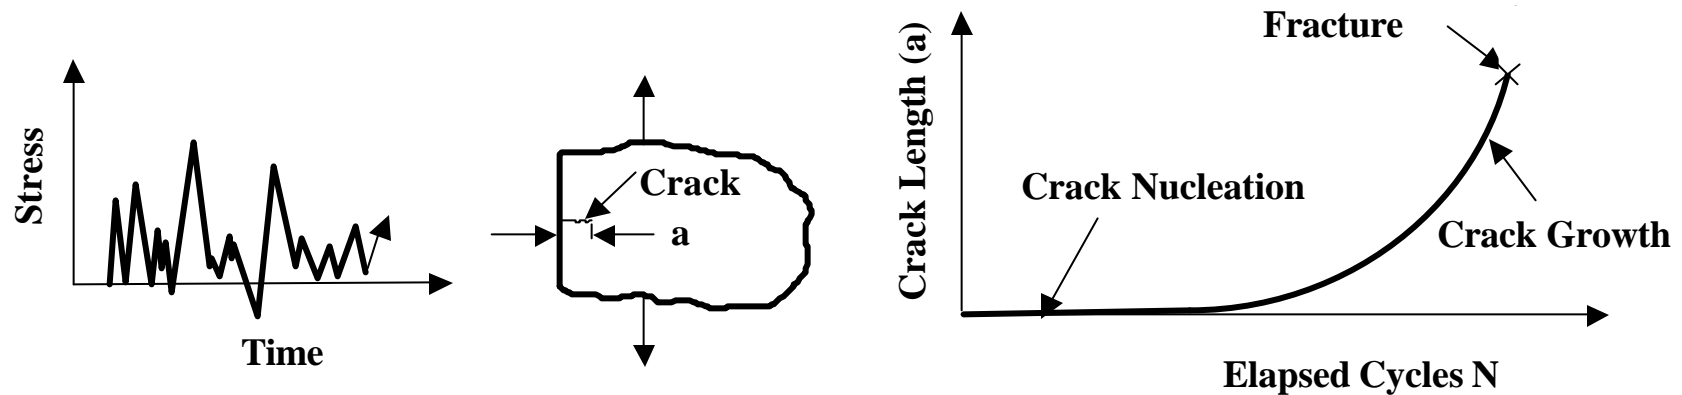 Stress
Time
Crack
a
Crack Length (a)
Fracture
Crack Nucleation
Crack Growth
Elapsed Cycles N